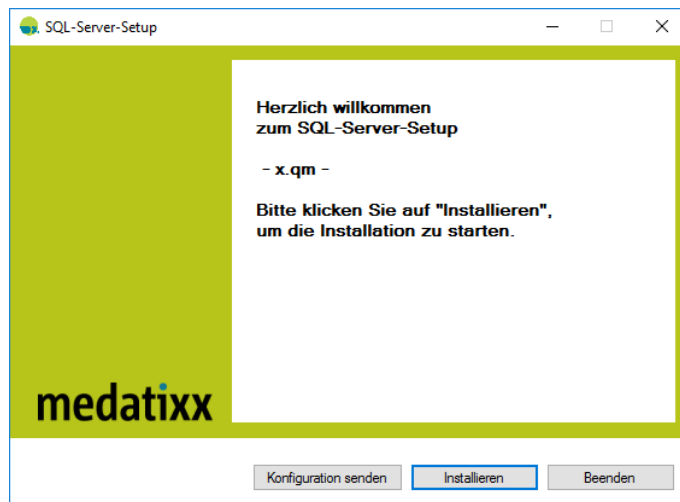 SQL-Server-Setup
Herzlich willkommen
zum SQL-Server-Setup
- x.qm -
Bitte klicken Sie auf "Installieren",
um die Installation zu starten.
medatixx
Konfiguration senden
Installieren
Beenden